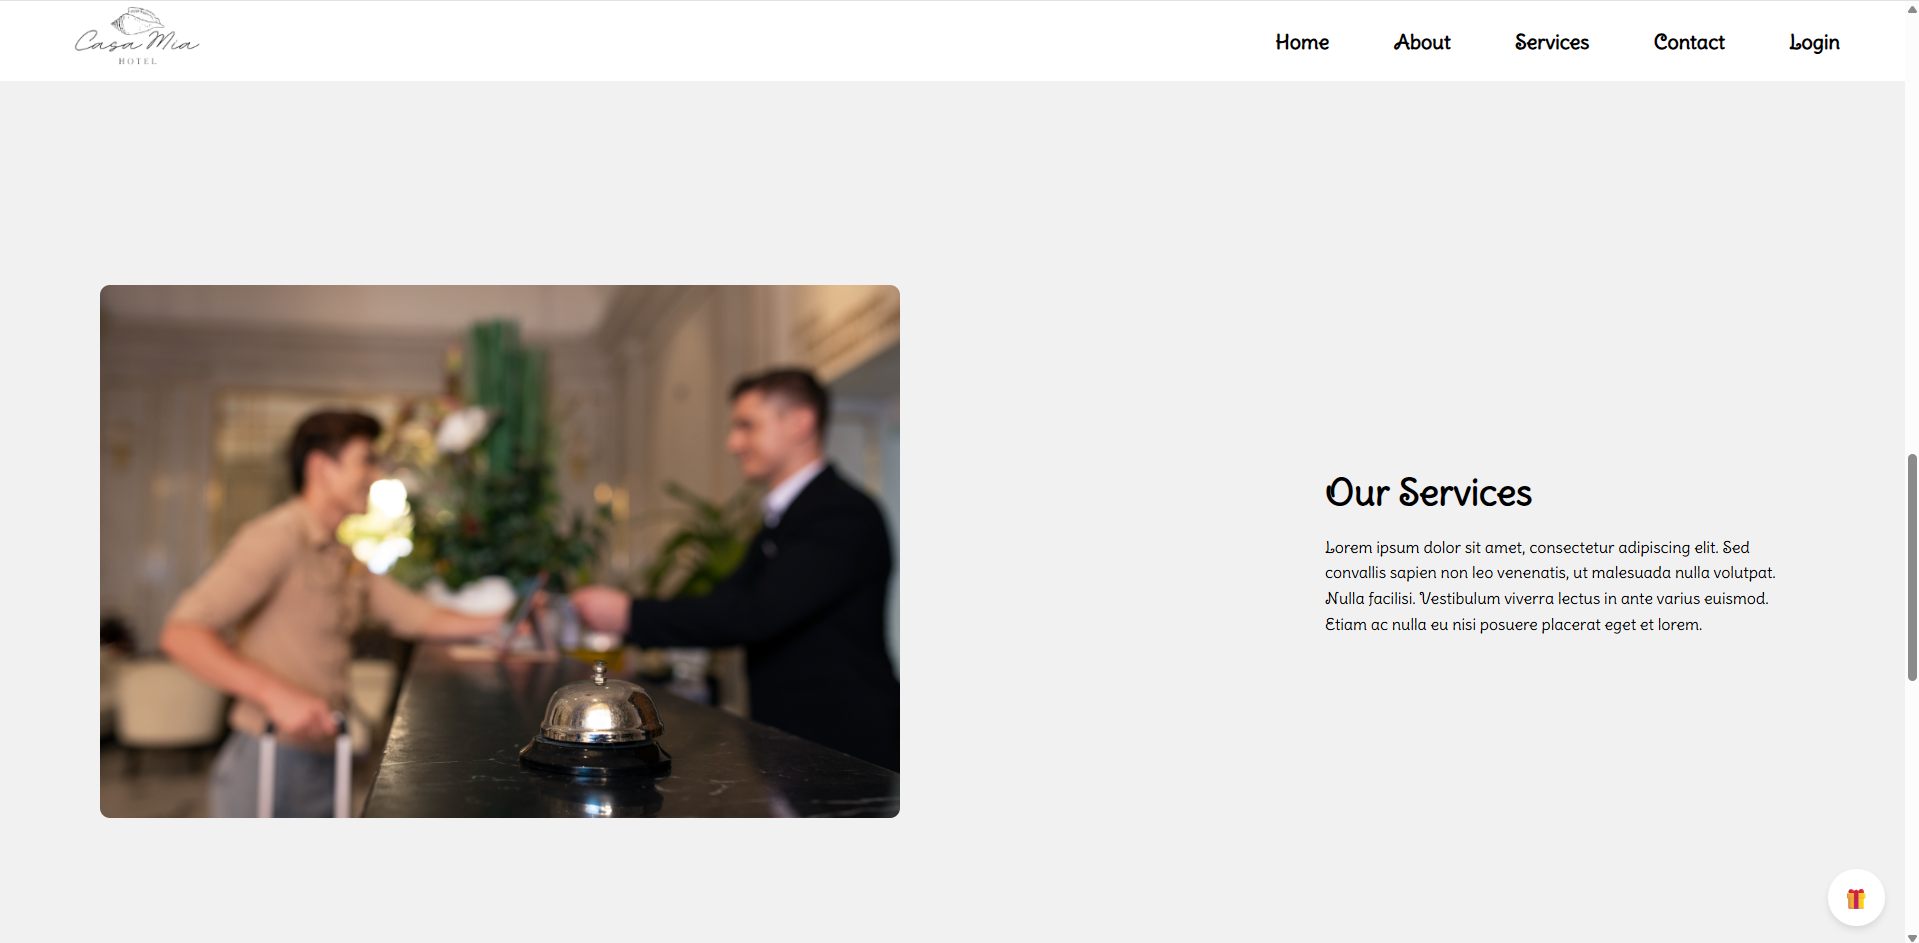 Casa Mia
HOTEL
Home About Services Contact Login
Our Services
Lorem ipsum dolor sit amet, consectetur adipiscing elit. Sed
convallis sapien non leo venenatis, ut malesuada nulla volutpat.
Nulla facilisi. Vestibulum viverra lectus in ante varius euismod.
Etiam ac nulla eu nisi posuere placerat eget et lorem.